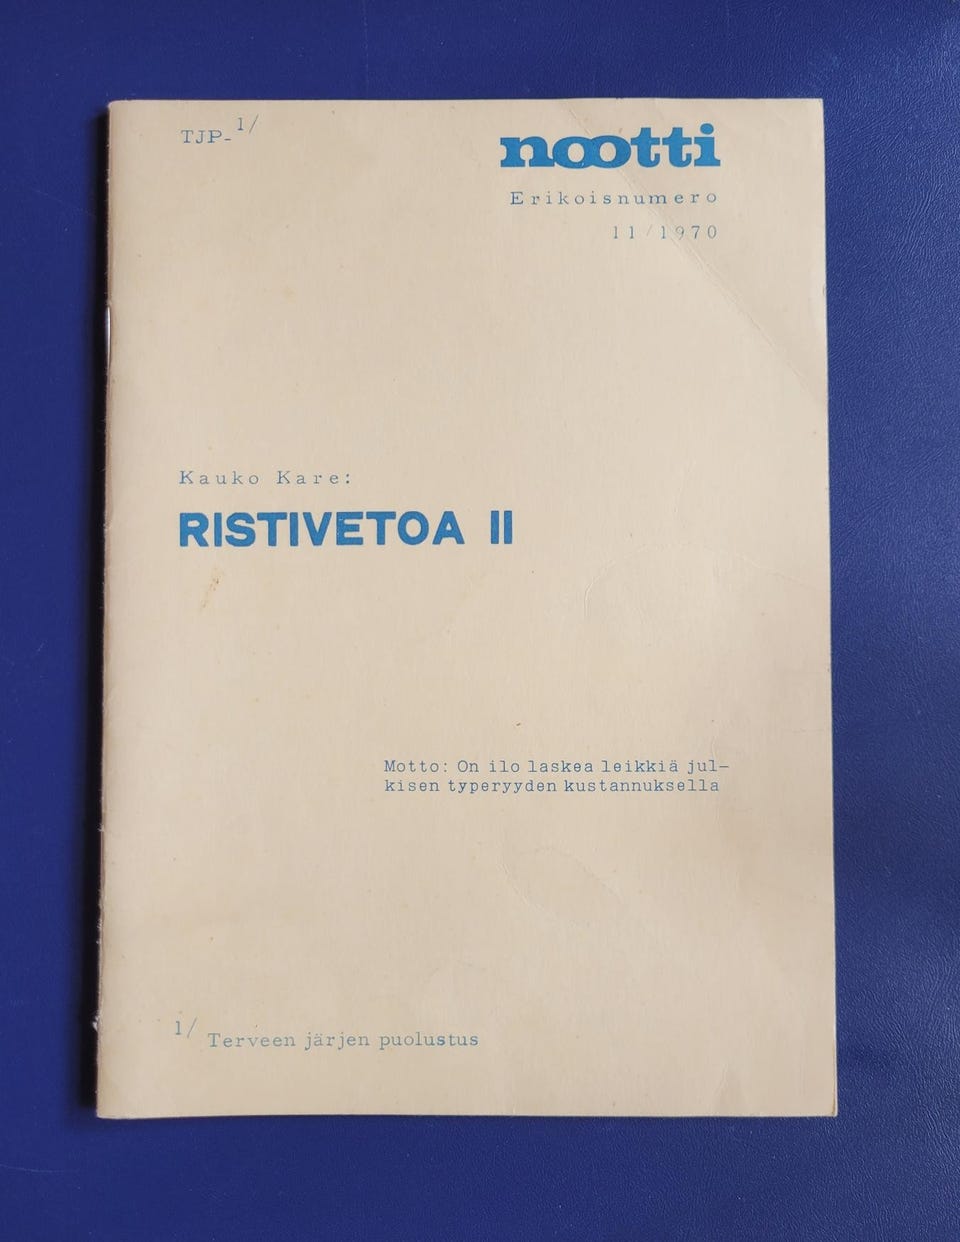 TJP-1/
nootti
Erikoisnumero
11/1970
Kauko Kare:
RISTIVETOA II
Motto: On ilo laskea leikkiä jul-
kisen typeryyden kustannuksella
1/ Terveen järjen puolustus